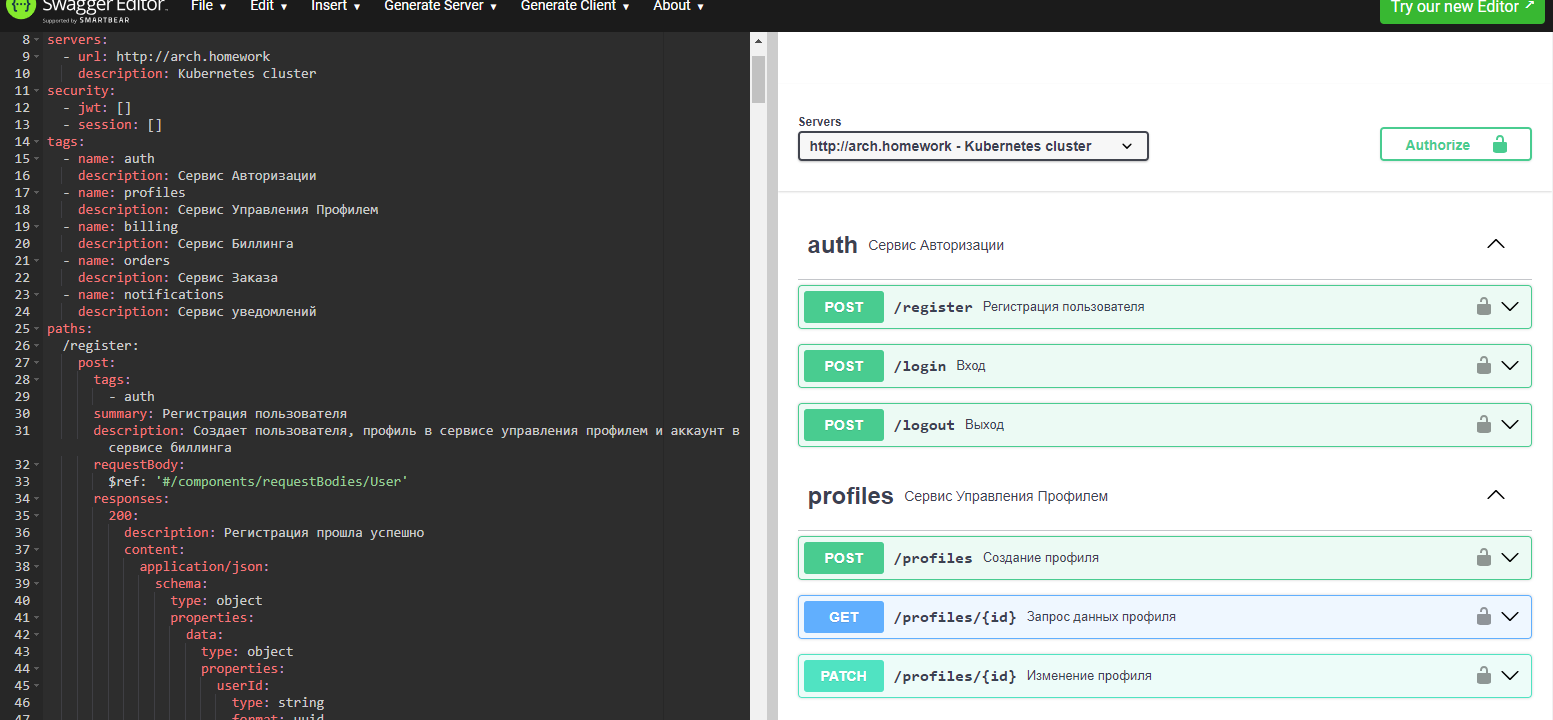 Swagger Editor
Supported by SMARTBEAR
File Edit Insert Generate Server Generate Client About
Try our new Editor
8 servers:
9 - url: http://arch.homework
10 description: Kubernetes cluster
11 security:
12 - jwt: []
13 - session: []
14 tags:
15 - name: auth
16 description: Сервис Авторизации
17 - name: profiles
18 description: Сервис Управления Профилем
19 - name: billing
20 description: Сервис Биллинга
21 - name: orders
22 description: Сервис Заказа
23 - name: notifications
24 description: Сервис уведомлений
25 paths:
26 /register:
27 post:
28 tags:
29 - auth
30 summary: Регистрация пользователя
31 description: Создает пользователя, профиль в сервисе управления профилем и аккаунт в
сервисе биллинга
32 requestBody:
33 $ref: '#/components/requestBodies/User'
34 responses:
35 200:
36 description: Регистрация прошла успешно
37 content:
38 application/json:
39 schema:
40 type: object
41 properties:
42 data:
43 type: object
44 properties:
45 userId:
46 type: string
47 format: uuid
Servers
http://arch.homework - Kubernetes cluster
Authorize
auth Сервис Авторизации
POST /register Регистрация пользователя
POST /login Вход
POST /logout Выход
profiles Сервис Управления Профилем
POST /profiles Создание профиля
GET /profiles/{id} Запрос данных профиля
PATCH /profiles/{id} Изменение профиля